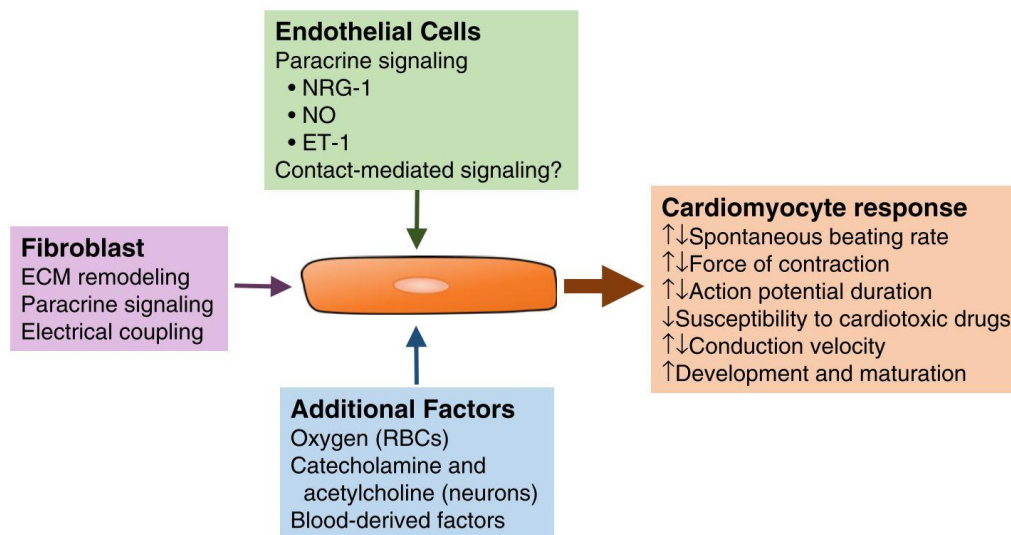 Endothelial Cells
Paracrine signaling
• NRG-1
• NO
• ET-1
Contact-mediated signaling?
Fibroblast
ECM remodeling
Paracrine signaling
Electrical coupling
Cardiomyocyte response
↑↓Spontaneous beating rate
↑↓Force of contraction
↑↓Action potential duration
↓Susceptibility to cardiotoxic drugs
↑↓Conduction velocity
↑Development and maturation
Additional Factors
Oxygen (RBCs)
Catecholamine and
acetylcholine (neurons)
Blood-derived factors